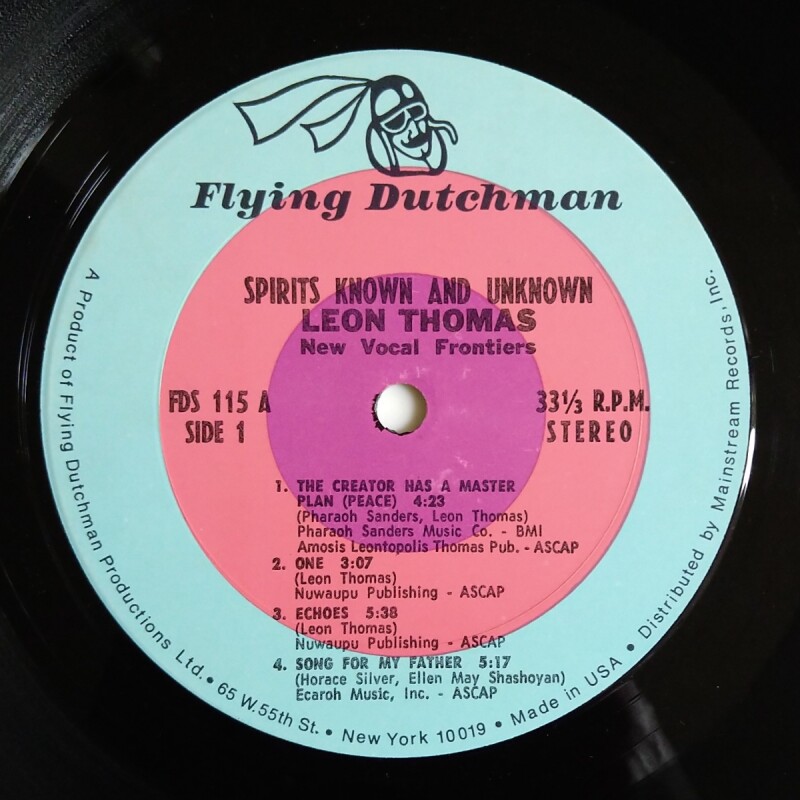 Flying Dutchman
SPIRITS KNOWN AND UNKNOWN
LEON THOMAS
New Vocal Frontiers
FDS 115 A
SIDE 1
33⅓ R.P.M.
STEREO
1. THE CREATOR HAS A MASTER
PLAN (PEACE) 4:23
(Pharaoh Sanders, Leon Thomas)
Pharaoh Sanders Music Co. - BMI
Amosis Leontopolis Thomas Pub. - ASCAP
2. ONE 3:07
(Leon Thomas)
Nuwaupu Publishing - ASCAP
3. ECHOES 5:38
(Leon Thomas)
Nuwaupu Publishing - ASCAP
4. SONG FOR MY FATHER 5:17
(Horace Silver, Ellen May Shashoyan)
Ecaroh Music, Inc. - ASCAP
A Product of Flying Dutchman Productions Ltd. • 65 W. 55th St. • New York 10019 • Made in USA • Distributed by Mainstream Records, Inc.